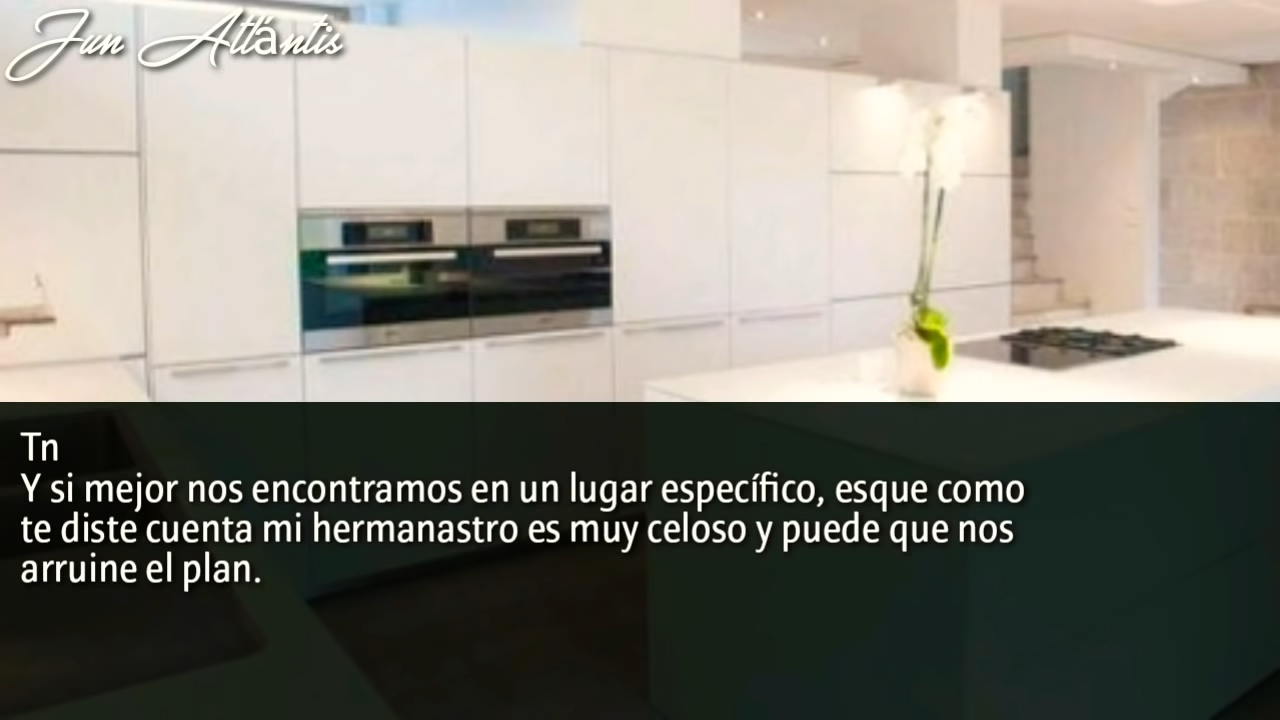 Jun Atlántis
Tn
Y si mejor nos encontramos en un lugar específico, esque como
te diste cuenta mi hermanastro es muy celoso y puede que nos
arruine el plan.